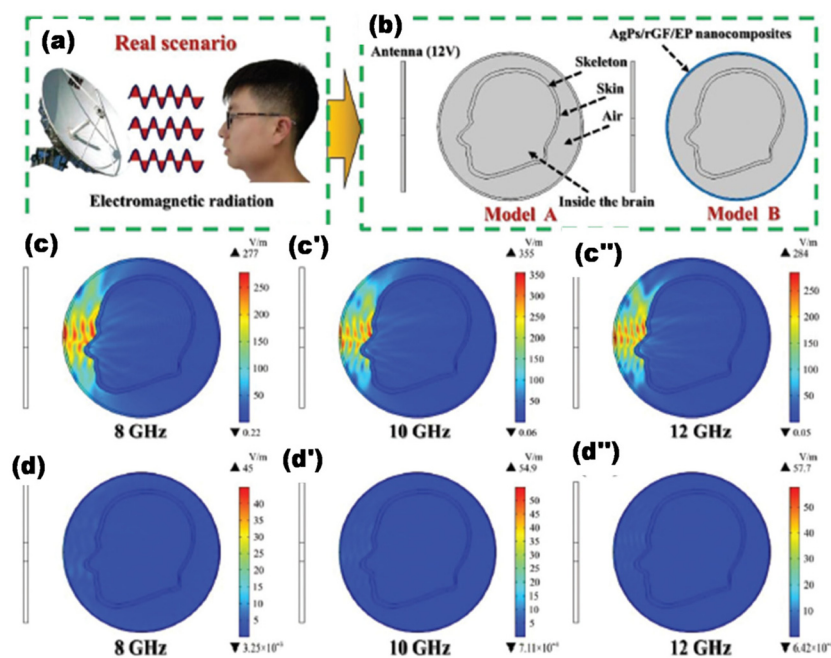 (a)
Real scenario
Electromagnetic radiation
(b)
Antenna (12V)
AgPs/rGF/EP nanocomposites
Skeleton
Skin
Air
Inside the brain
Model A
Model B
(c)
V/m
▲ 277
250
200
150
100
50
▼ 0.22
8 GHz
(c')
V/m
▲ 355
350
300
250
200
150
100
50
▼ 0.06
10 GHz
(c'')
V/m
▲ 284
250
200
150
100
50
▼ 0.05
12 GHz
(d)
V/m
▲ 45
40
35
30
25
20
15
10
5
8 GHz
(d')
V/m
▲ 54.9
50
45
40
35
30
25
20
15
10
5
10 GHz
(d'')
V/m
▲ 57.7
50
40
30
20
10
12 GHz